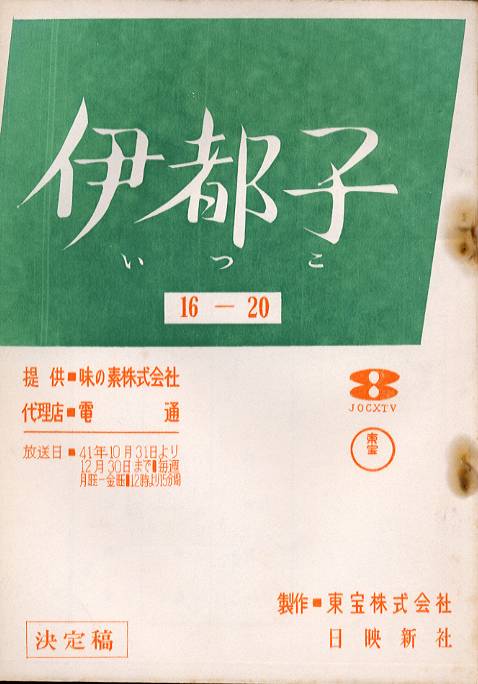 伊都子
いつこ
16 — 20
提供■味の素株式会社
代理店■電通
放送日■41年10月31日より
12月30日まで■毎週
月曜ー金曜■12時より15分間
8
JOCXTV
東宝
製作■東宝株式会社
日映新社
決定稿